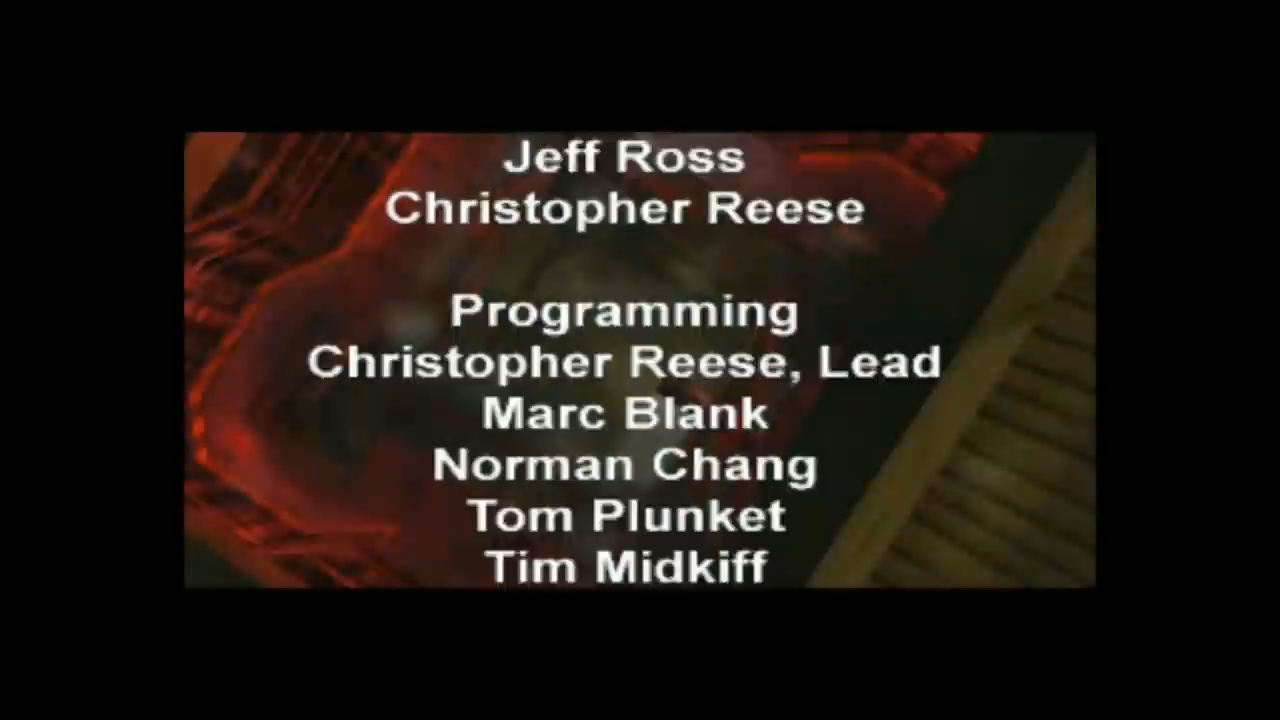 Jeff Ross
Christopher Reese
Programming
Christopher Reese, Lead
Marc Blank
Norman Chang
Tom Plunket
Tim Midkiff